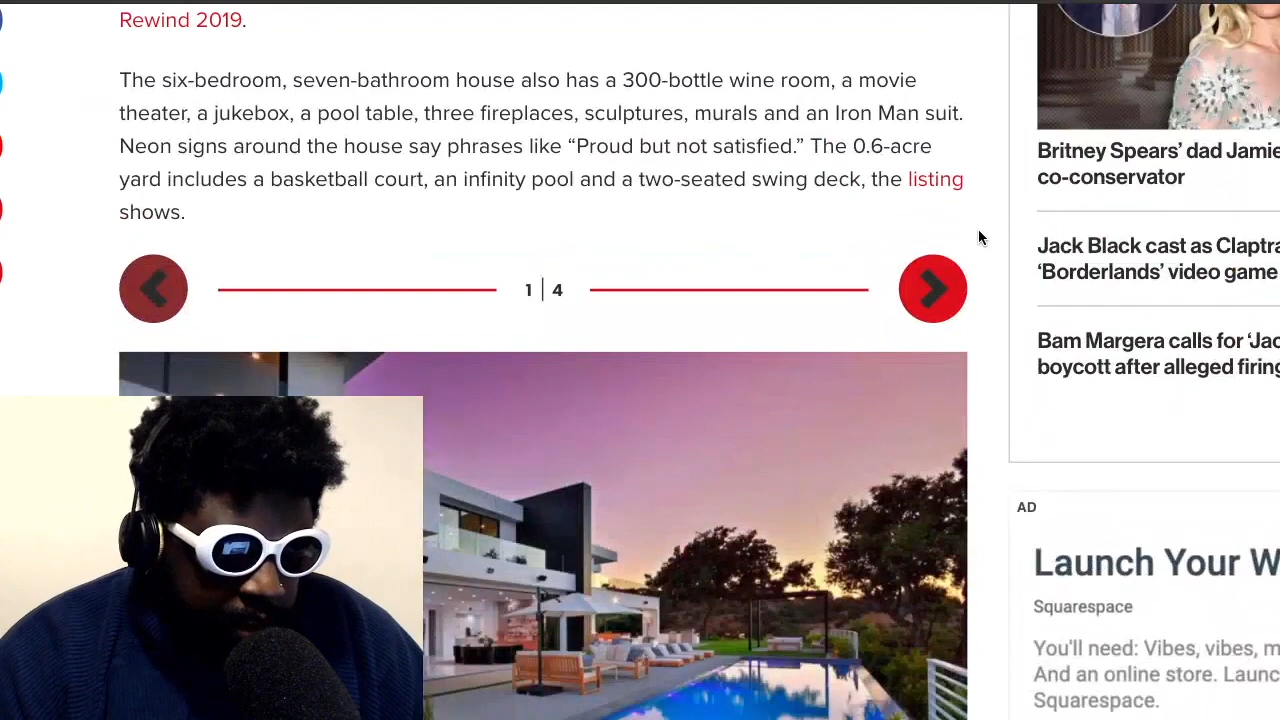 Rewind 2019.
The six-bedroom, seven-bathroom house also has a 300-bottle wine room, a movie
theater, a jukebox, a pool table, three fireplaces, sculptures, murals and an Iron Man suit.
Neon signs around the house say phrases like “Proud but not satisfied.” The 0.6-acre
yard includes a basketball court, an infinity pool and a two-seated swing deck, the listing
shows.
1 | 4
Britney Spears’ dad Jamie
co-conservator
Jack Black cast as Claptra
‘Borderlands’ video game
Bam Margera calls for ‘Jac
boycott after alleged firing
AD
Launch Your W
Squarespace
You'll need: Vibes, vibes, m
And an online store. Launc
Squarespace.